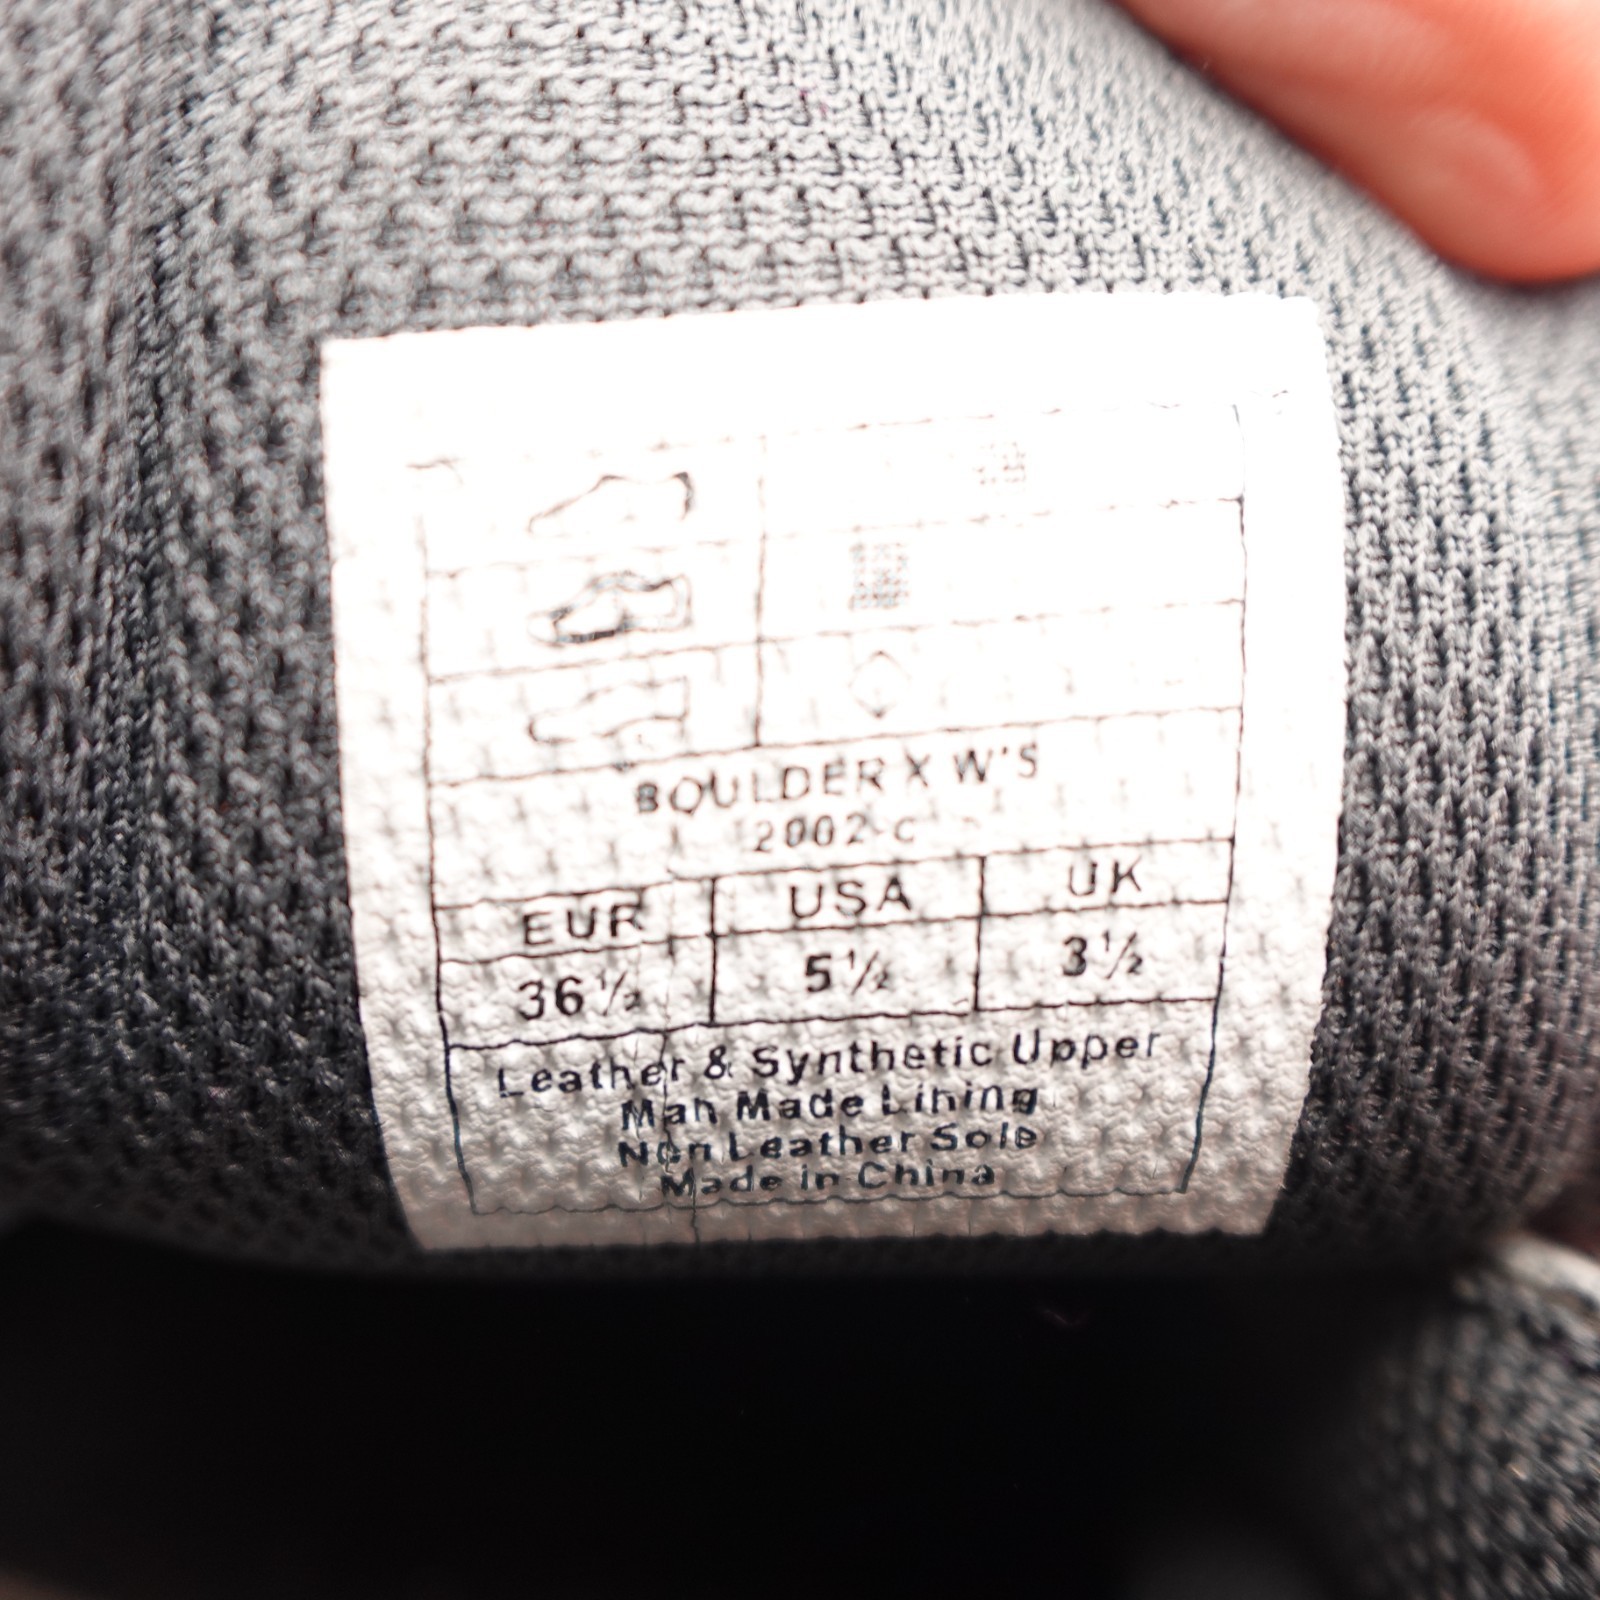 BOULDER X W'S
2002-C
EUR USA UK
36½ 5½ 3½
Leather & Synthetic Upper
Man Made Lining
Non Leather Sole
Made in China